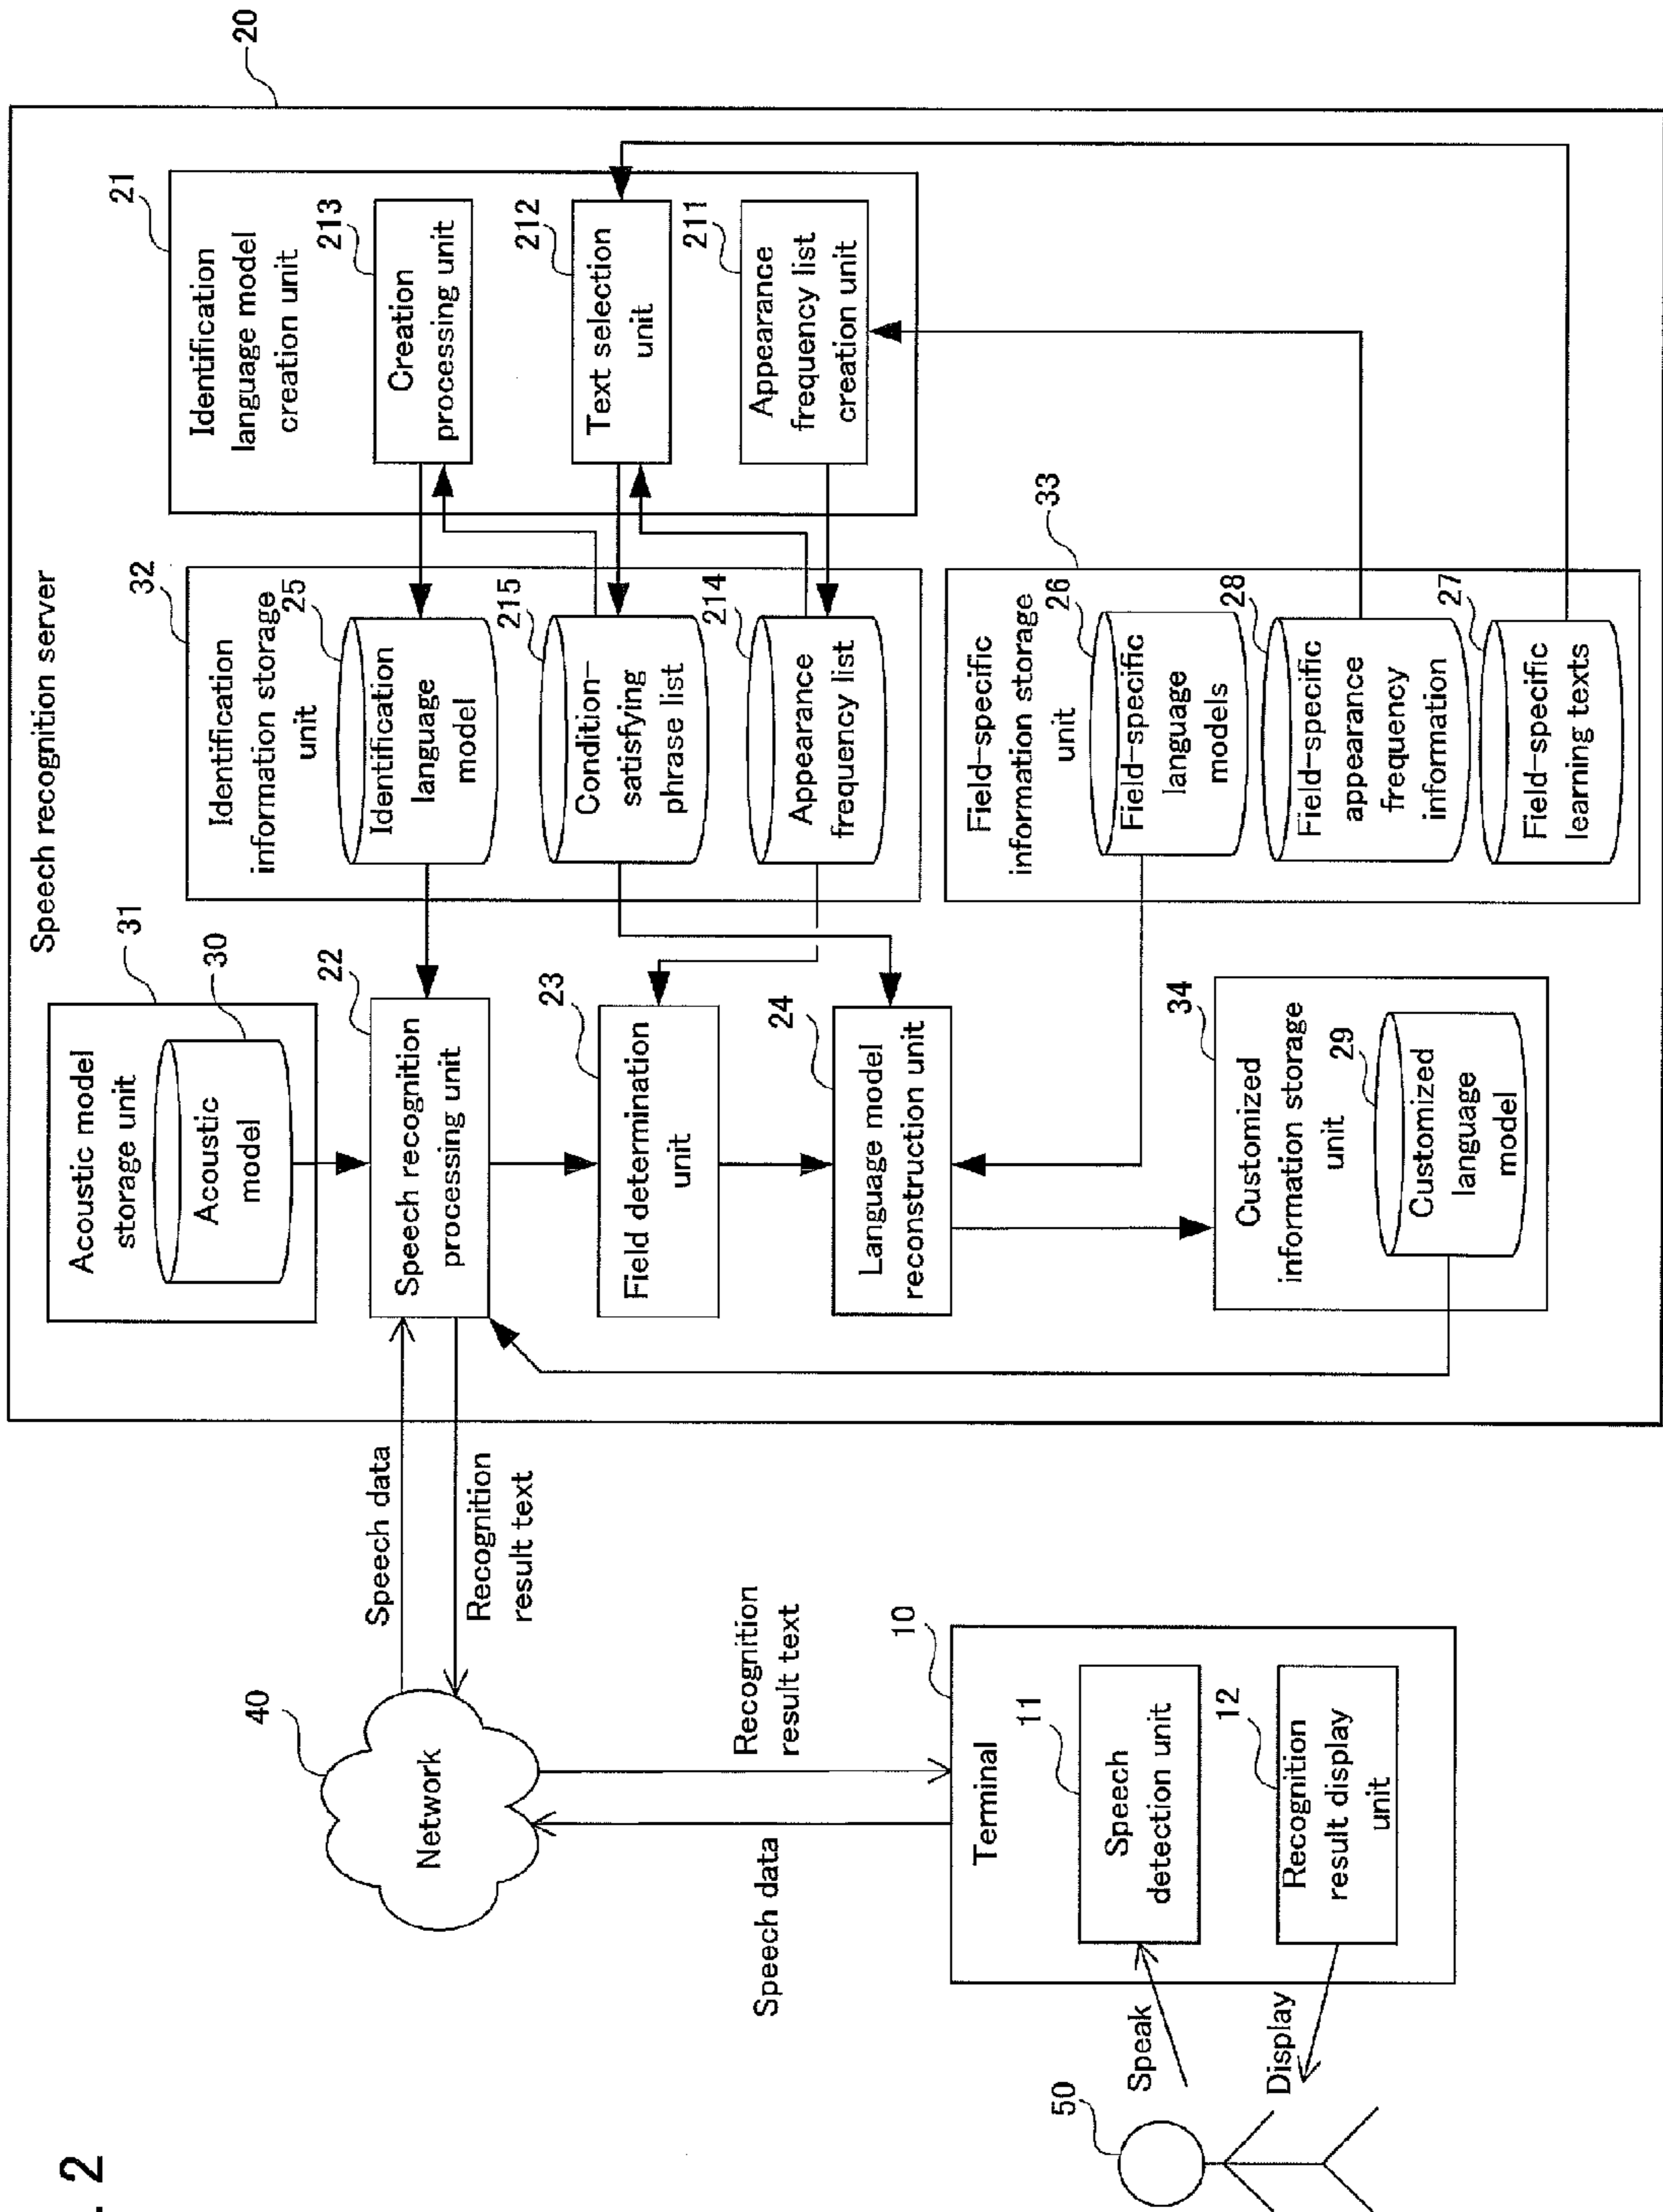 . 2
Speech recognition server
20
Acoustic model
storage unit
31
Acoustic
model
30
Speech recognition
processing unit
22
Field determination
unit
23
Language model
reconstruction unit
24
Customized
information storage
unit
34
Customized
language
model
29
Identification
information storage
unit
32
Identification
language
model
25
Condition-
satisfying
phrase list
215
Appearance
frequency list
214
Field-specific
information storage
unit
33
Field-specific
language
models
26
Field-specific
appearance
frequency
information
28
Field-specific
learning texts
27
Identification
language model
creation unit
21
Creation
processing unit
213
Text selection
unit
212
Appearance
frequency list
creation unit
211
Speech data
Recognition
result text
Network
40
Recognition
result text
Speech data
Terminal
10
Speech
detection unit
11
Recognition
result display
unit
12
Speak
Display
50